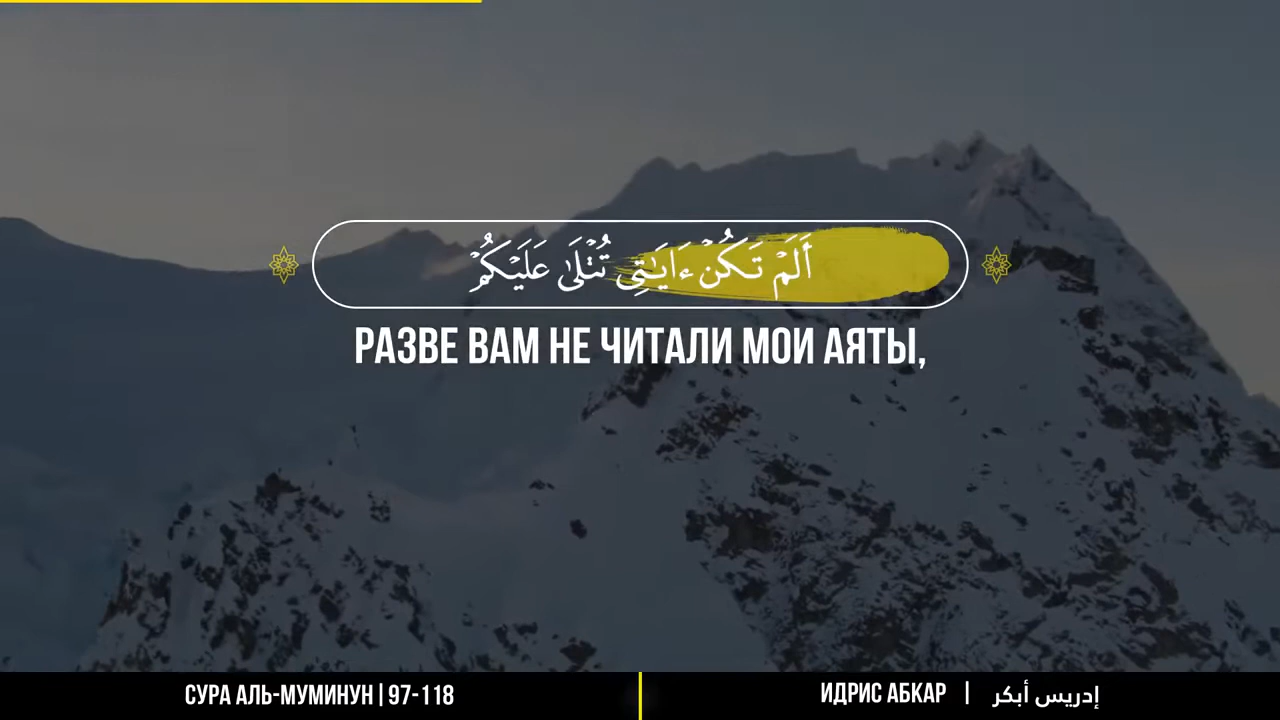 أَلَمْ تَكُنْ ءَايَـٰتِى تُتْلَىٰ عَلَيْكُمْ
РАЗВЕ ВАМ НЕ ЧИТАЛИ МОИ АЯТЫ,
СУРА АЛЬ-МУМИНУН | 97-118
ИДРИС АБКАР | إدريس أبكر